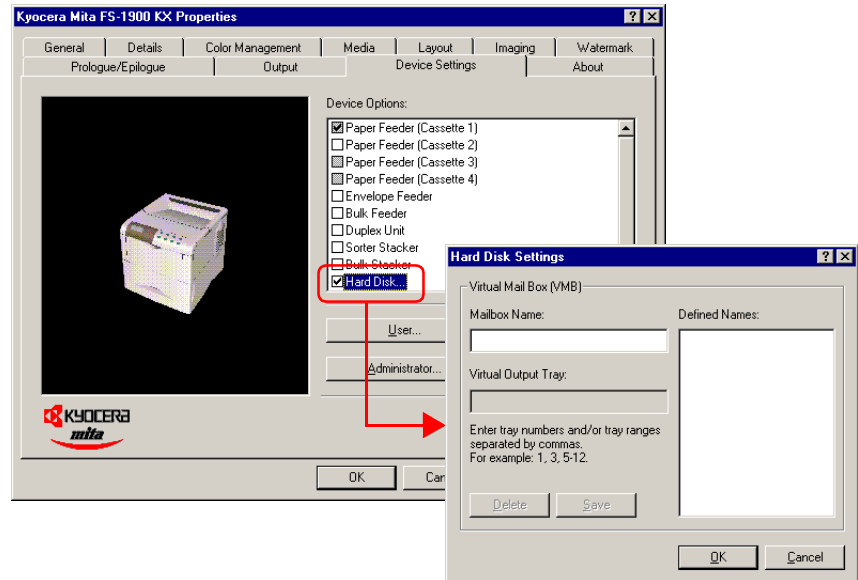 Kyocera Mita FS-1900 KX Properties
General Details Color Management Media Layout Imaging Watermark
Prologue/Epilogue Output Device Settings About
Device Options:
Paper Feeder (Cassette 1)
Paper Feeder (Cassette 2)
Paper Feeder (Cassette 3)
Paper Feeder (Cassette 4)
Envelope Feeder
Bulk Feeder
Duplex Unit
Sorter Stacker
Bulk Stacker
Hard Disk...
User...
Administrator...
KYOCERA
mita
OK
Hard Disk Settings
Virtual Mail Box (VMB)
Mailbox Name:
Defined Names:
Virtual Output Tray:
Enter tray numbers and/or tray ranges
separated by commas.
For example: 1, 3, 5-12.
Delete Save
OK Cancel